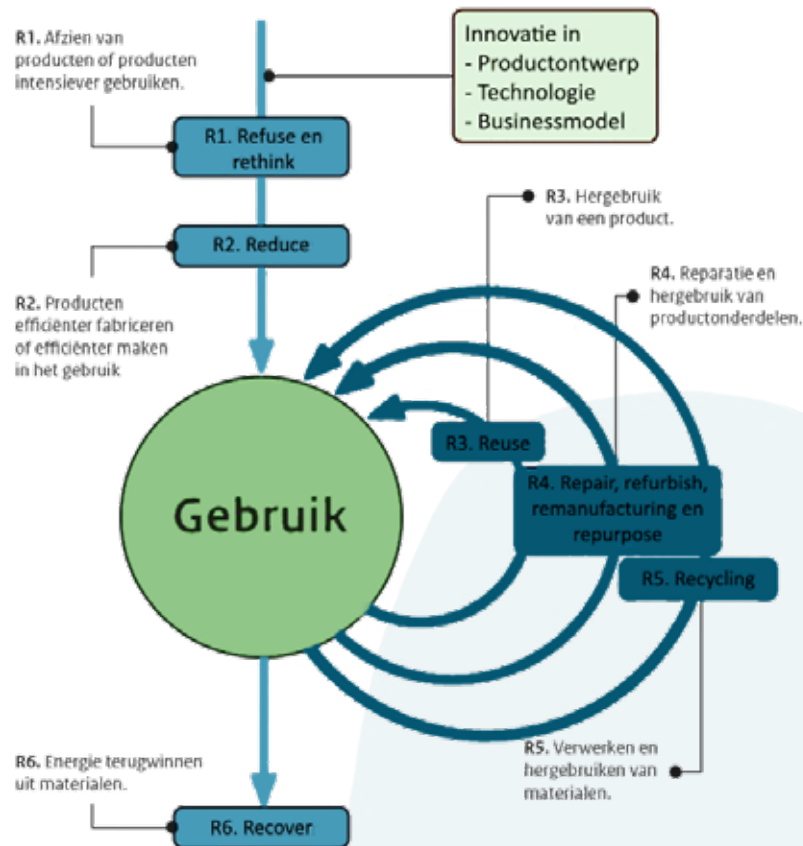 R1. Afzien van
producten of producten
intensiever gebruiken.
Innovatie in
- Productontwerp
- Technologie
- Businessmodel
R1. Refuse en
rethink
R3. Hergebruik
van een product.
R2. Reduce
R4. Reparatie en
hergebruik van
productonderdelen.
R2. Producten
efficiënter fabriceren
of efficiënter maken
in het gebruik
R3. Reuse
Gebruik
R4. Repair, refurbish,
remanufacturing en
repurpose
R5. Recycling
R5. Verwerken en
hergebruiken van
materialen.
R6. Energie terugwinnen
uit materialen.
R6. Recover